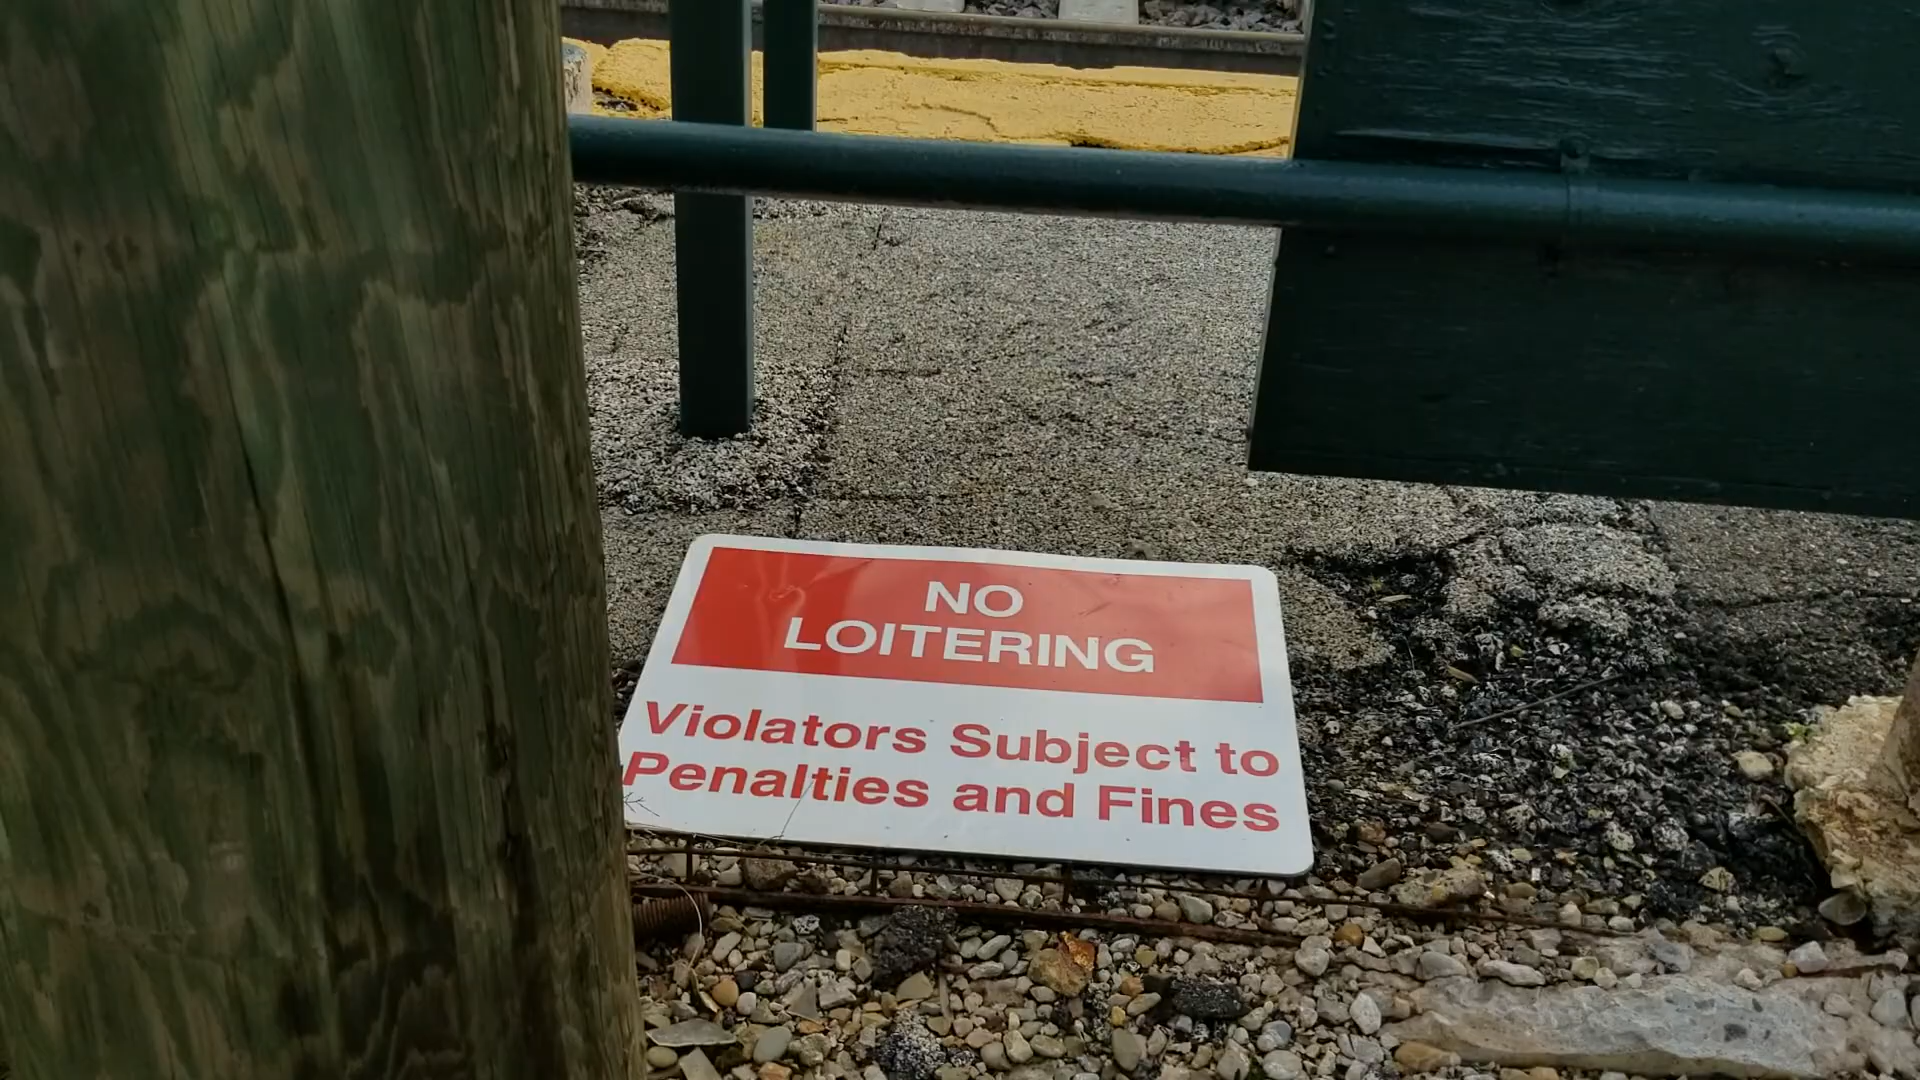 NO
LOITERING
Violators Subject to
Penalties and Fines